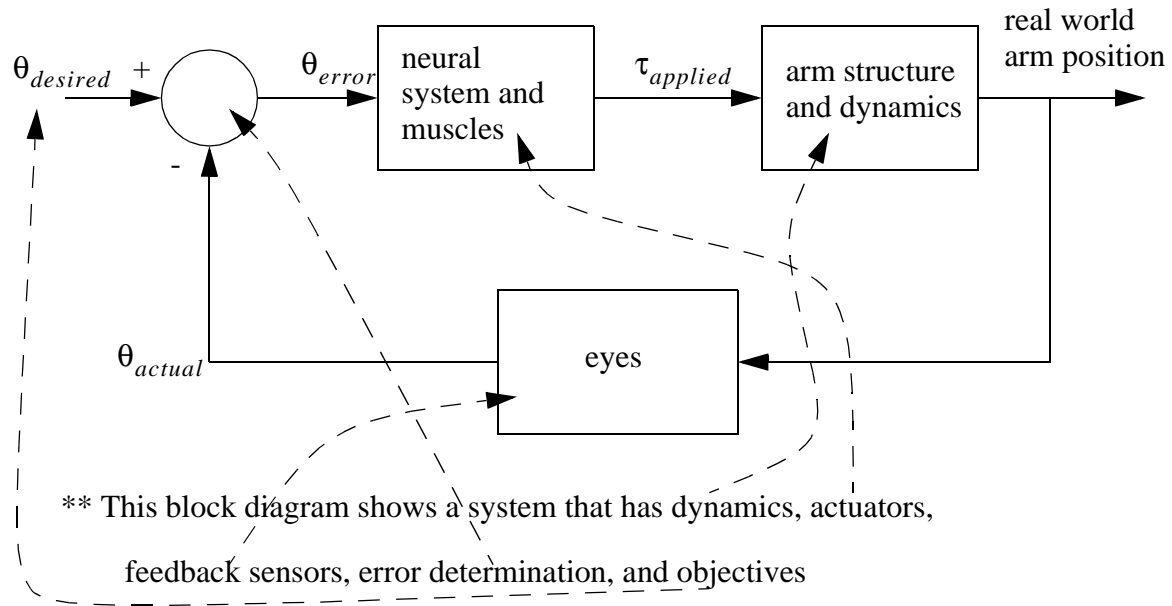 real world
arm position
θdesired
+
θerror
neural
system and
muscles
τapplied
arm structure
and dynamics
-
θactual
eyes
** This block diagram shows a system that has dynamics, actuators,
feedback sensors, error determination, and objectives